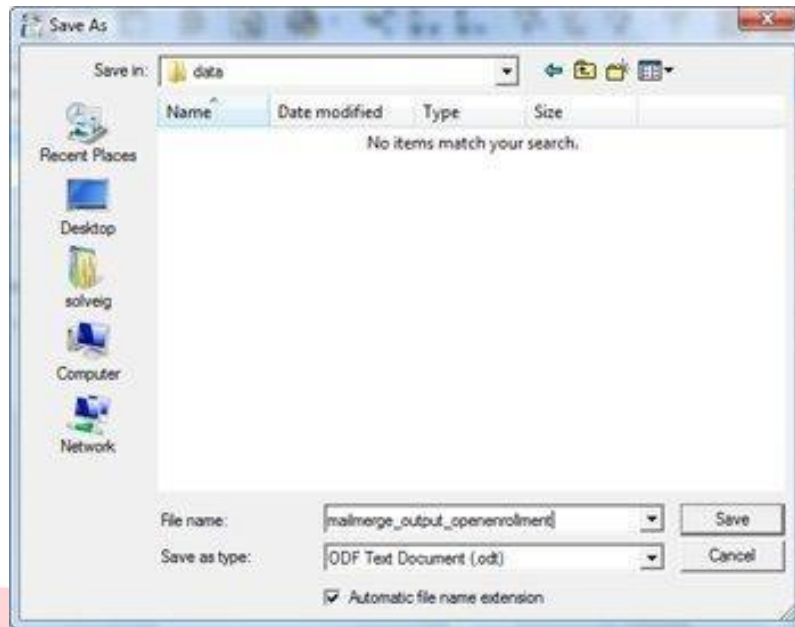 Save As
Save in: data
Name Date modified Type Size
No items match your search.
Recent Places
Desktop
solveig
Computer
Network
File name: mailmerge_output_openenrollment Save
Save as type: ODF Text Document (.odt) Cancel
Automatic file name extension